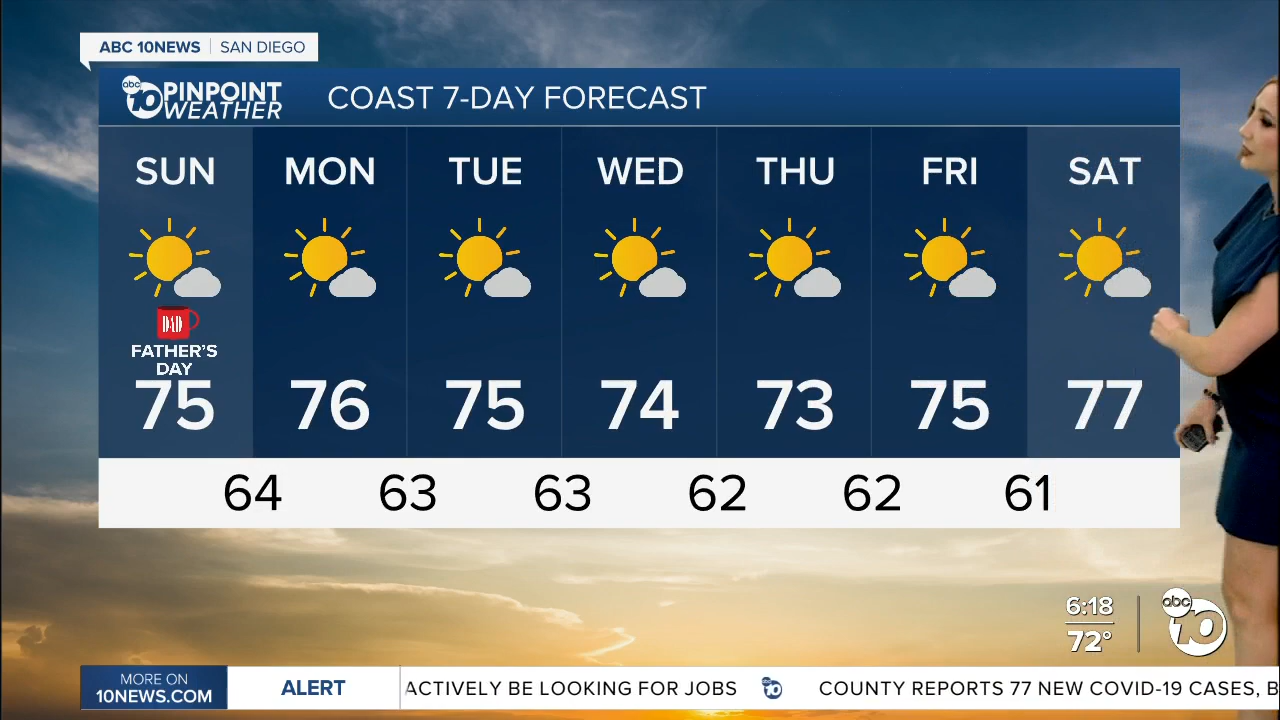 ABC 10NEWS | SAN DIEGO
abc 10 PINPOINT WEATHER
COAST 7-DAY FORECAST
SUN MON TUE WED THU FRI SAT
DAD
FATHER'S
DAY
75 76 75 74 73 75 77
64 63 63 62 62 61
6:18
72°
abc 10
MORE ON
10NEWS.COM
ALERT
ACTIVELY BE LOOKING FOR JOBS abc 10 COUNTY REPORTS 77 NEW COVID-19 CASES, B